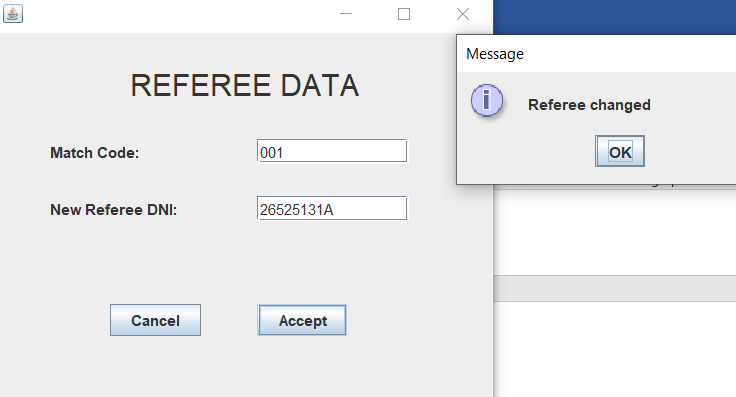 Message
REFEREE DATA
Referee changed
OK
Match Code:
001
New Referee DNI:
26525131A
Cancel
Accept